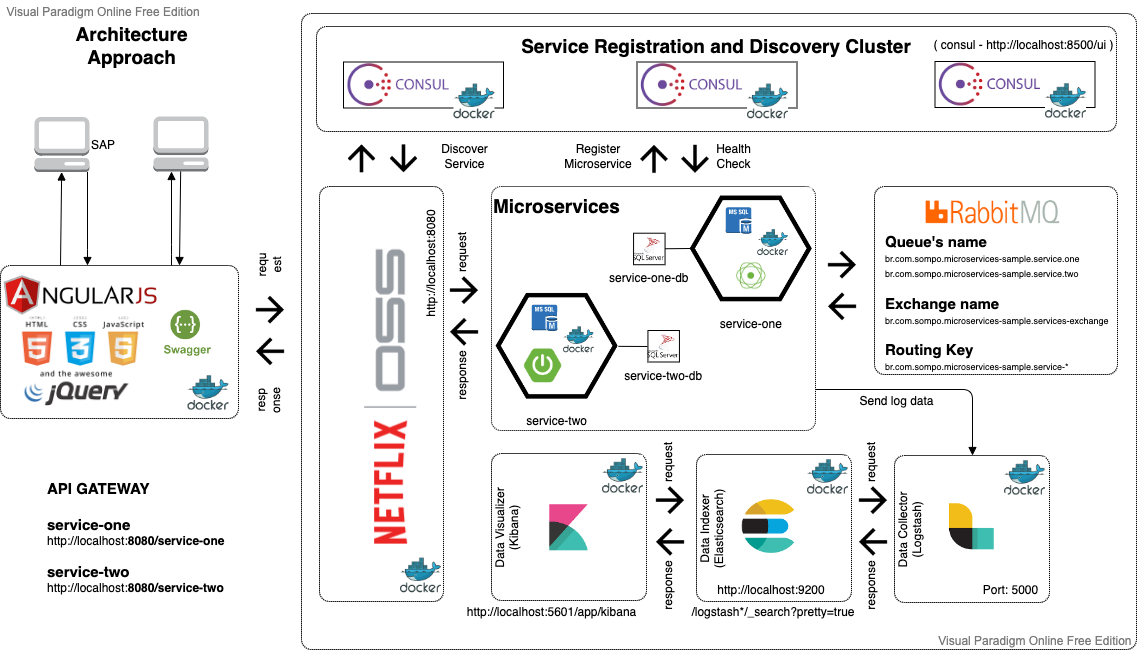 Visual Paradigm Online Free Edition
Architecture
Approach
SAP
ANGULARJS
HTML
5
CSS
3
JavaScript
5
and the awesome
jQuery
{···}
Swagger
docker
requ
est
resp
onse
API GATEWAY
service-one
http://localhost:8080/service-one
service-two
http://localhost:8080/service-two
Service Registration and Discovery Cluster
( consul - http://localhost:8500/ui )
CONSUL
docker
CONSUL
docker
CONSUL
docker
Discover
Service
Register
Microservice
Health
Check
http://localhost:8080
NETFLIX | OSS
docker
request
response
Microservices
MS SQL
M
docker
service-one
SQL Server
service-one-db
MS SQL
M
docker
service-two
SQL Server
service-two-db
RabbitMQ
Queue's name
br.com.sompo.microservices-sample.service.one
br.com.sompo.microservices-sample.service.two
Exchange name
br.com.sompo.microservices-sample.services-exchange
Routing Key
br.com.sompo.microservices-sample.service-*
Send log data
Data Visualizer
(Kibana)
docker
http://localhost:5601/app/kibana
request
response
Data Indexer
(Elasticsearch)
docker
http://localhost:9200
/logstash*/_search?pretty=true
request
response
Data Collector
(Logstash)
docker
Port: 5000
Visual Paradigm Online Free Edition